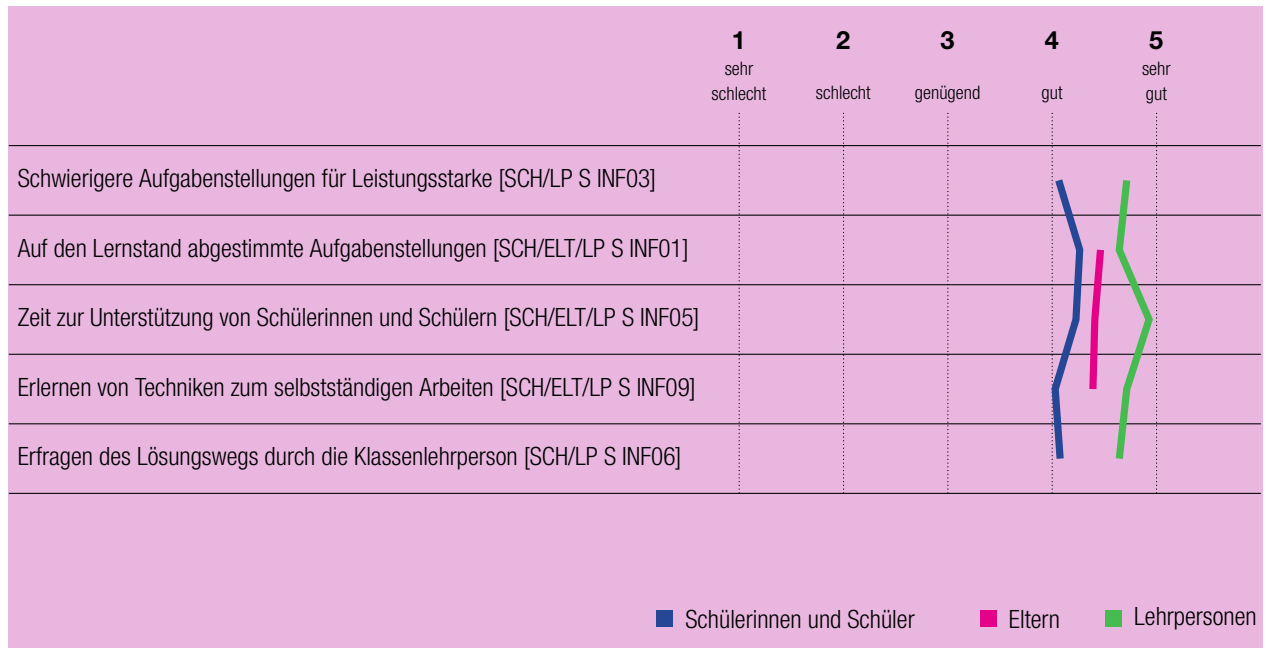 1 2 3 4 5
sehr schlecht schlecht genügend gut sehr gut
Schwierigere Aufgabenstellungen für Leistungsstarke [SCH/LP S INF03]
Auf den Lernstand abgestimmte Aufgabenstellungen [SCH/ELT/LP S INF01]
Zeit zur Unterstützung von Schülerinnen und Schülern [SCH/ELT/LP S INF05]
Erlernen von Techniken zum selbstständigen Arbeiten [SCH/ELT/LP S INF09]
Erfragen des Lösungswegs durch die Klassenlehrperson [SCH/LP S INF06]
Schülerinnen und Schüler Eltern Lehrpersonen